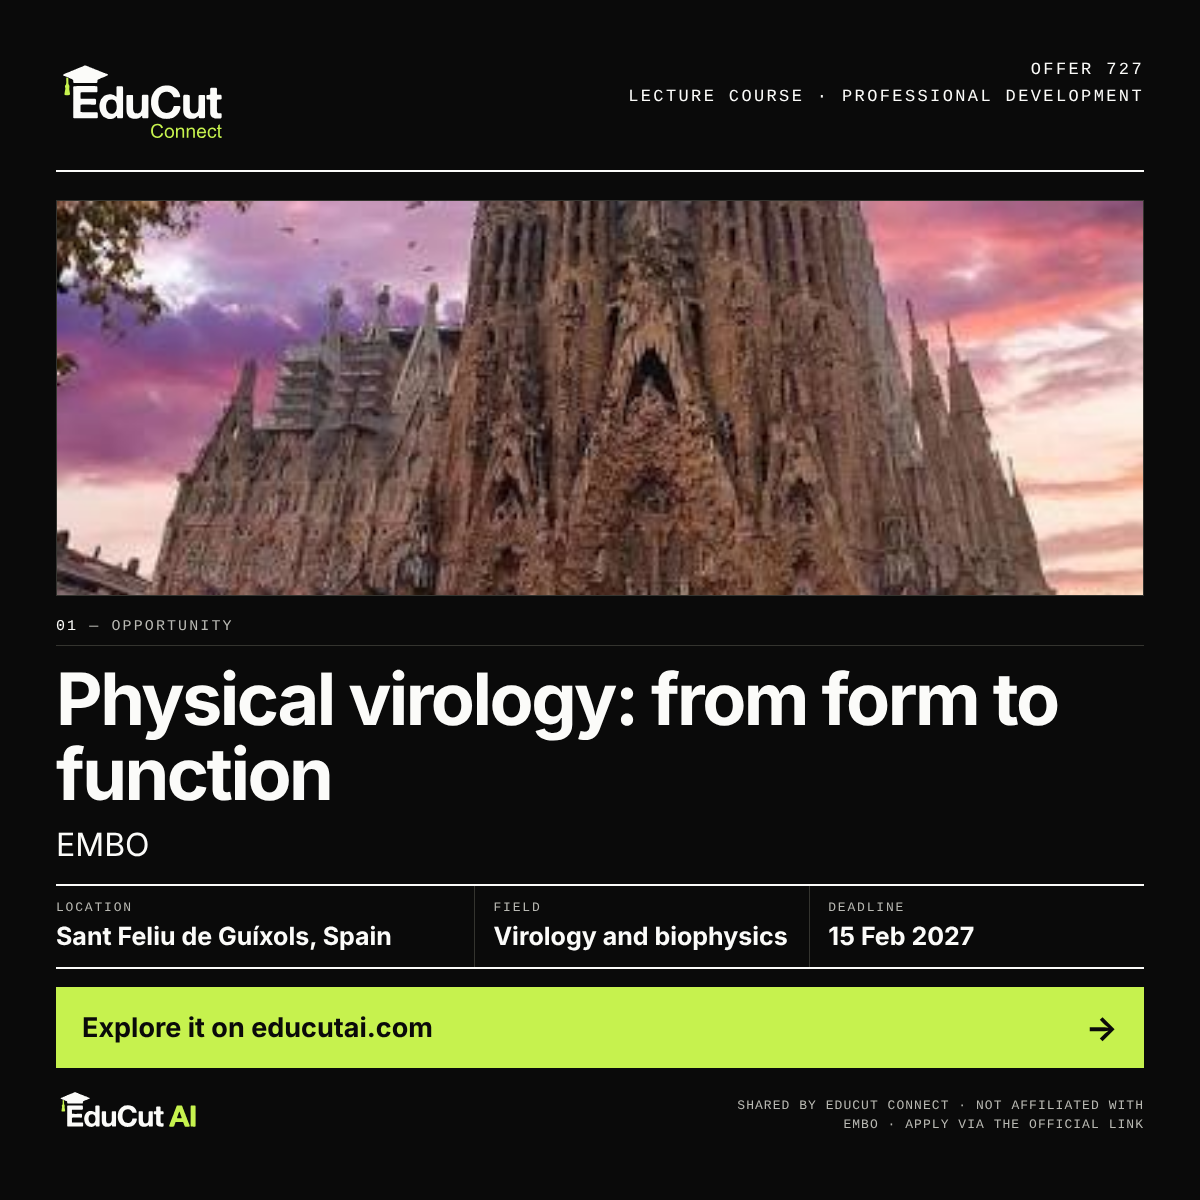 EduCut
Connect
OFFER 727
LECTURE COURSE · PROFESSIONAL DEVELOPMENT
01 — OPPORTUNITY
Physical virology: from form to
function
EMBO
LOCATION
Sant Feliu de Guíxols, Spain
FIELD
Virology and biophysics
DEADLINE
15 Feb 2027
Explore it on educutai.com →
EduCut AI
SHARED BY EDUCUT CONNECT · NOT AFFILIATED WITH
EMBO · APPLY VIA THE OFFICIAL LINK